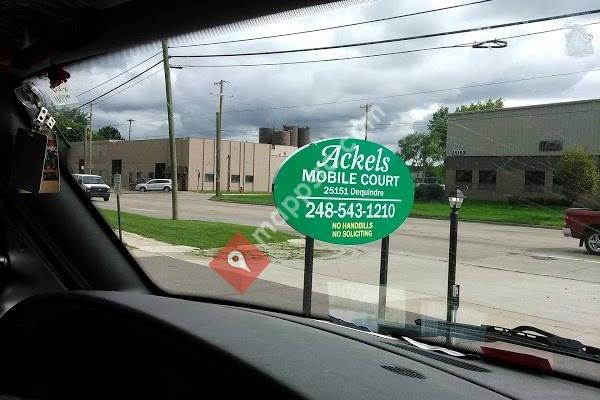 Ackels
MOBILE COURT
25151 Dequindre
248-543-1210
NO HANDBILLS
NO SOLICITING